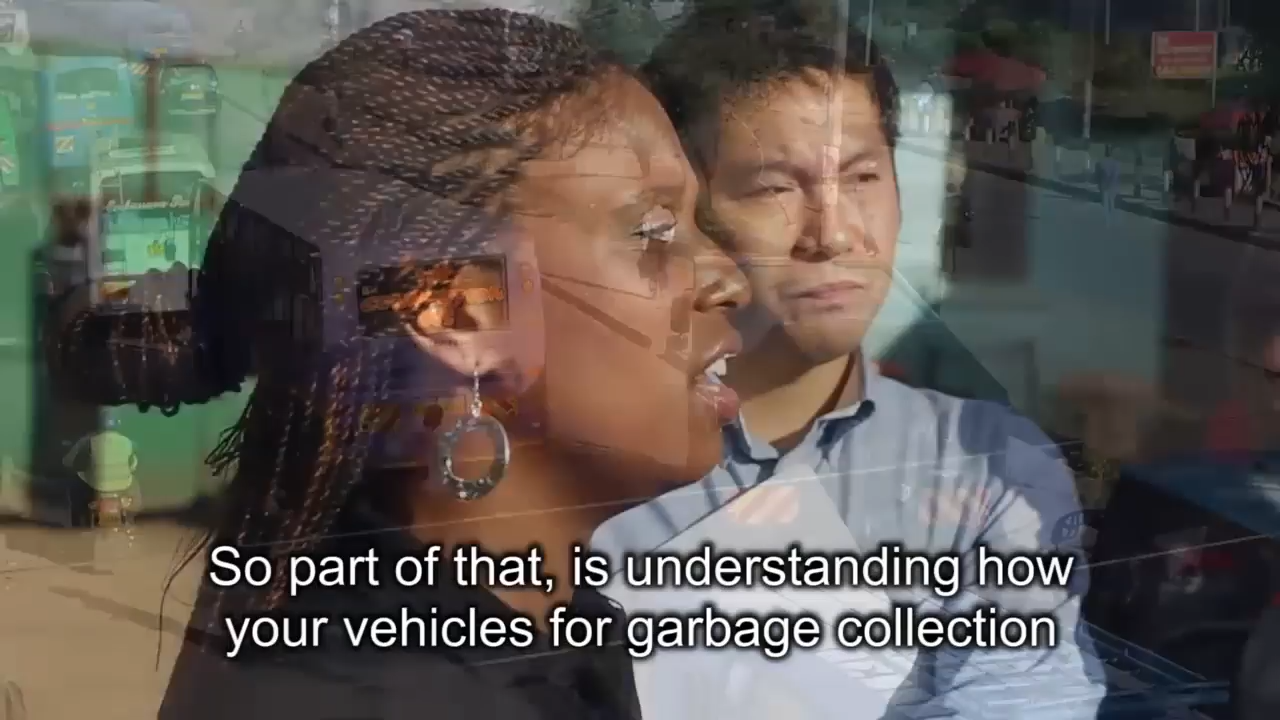 So part of that, is understanding how
your vehicles for garbage collection